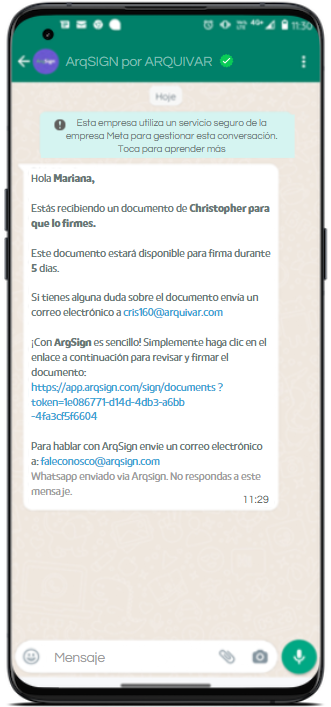 11:30
ArqSIGN por ARQUIVAR
Hoje
Esta empresa utiliza un servicio seguro de la
empresa Meta para gestionar esta conversación.
Toca para aprender más
Hola Mariana,
Estás recibiendo un documento de Christopher para
que lo firmes.
Este documento estará disponible para firma durante
5 días.
Si tienes alguna duda sobre el documento envía un
correo electrónico a cris160@arquivar.com
¡Con ArgSign es sencillo! Simplemente haga clic en el
enlace a continuación para revisar y firmar el
documento:
https://app.arqsign.com/sign/documents ?
token=1e086771-d14d-4db3-a6bb
-4fa3cf5f6604
Para hablar con ArqSign envie un correo electrónico
a: faleconosco@arqsign.com
Whatsapp enviado via Arqsign. No respondas a este
mensaje.
11:29
Mensaje